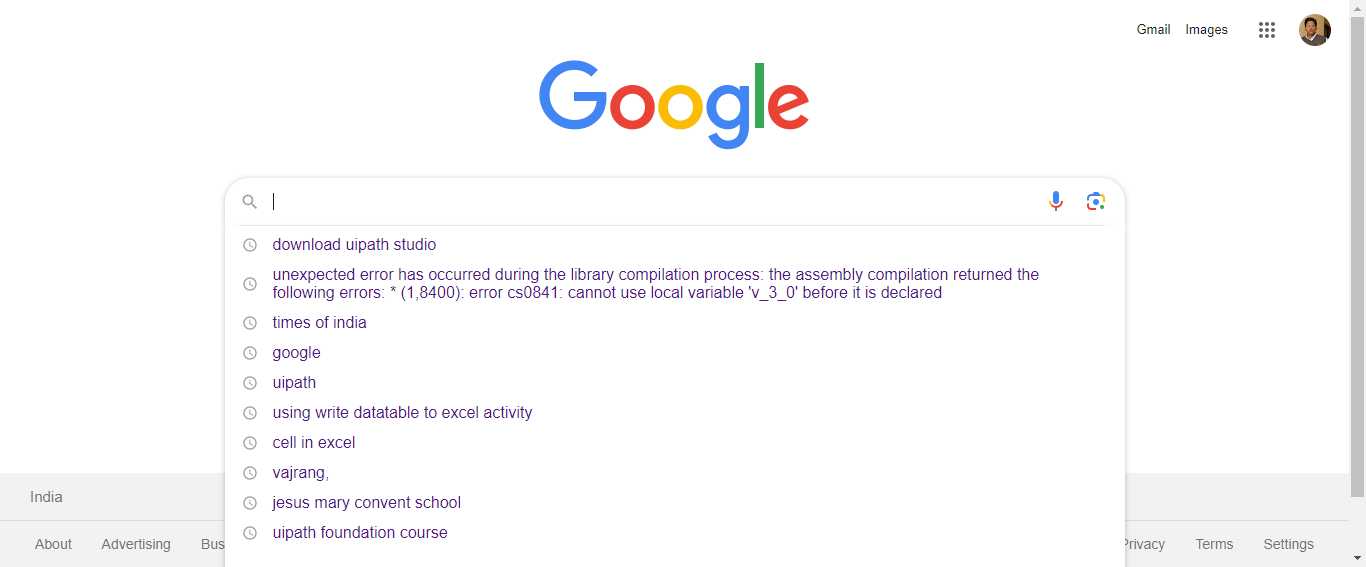 Gmail Images
Google
download uipath studio
unexpected error has occurred during the library compilation process: the assembly compilation returned the
following errors: * (1,8400): error cs0841: cannot use local variable 'v_3_0' before it is declared
times of india
google
uipath
using write datatable to excel activity
cell in excel
vajrang,
jesus mary convent school
uipath foundation course
India
About Advertising Bus Privacy Terms Settings